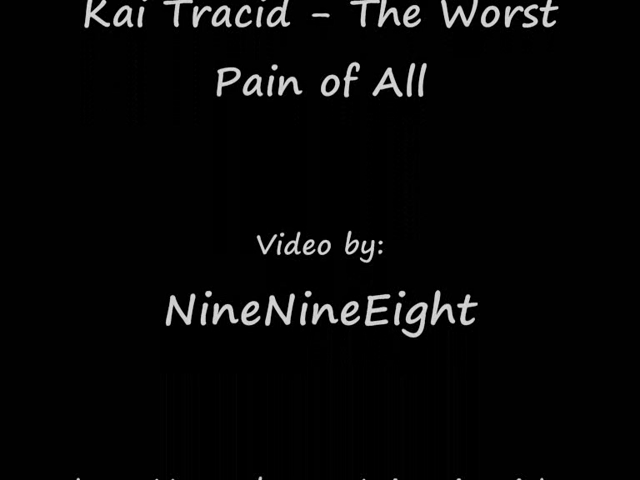 Kai Tracid - The Worst
Pain of All
Video by:
NineNineEight